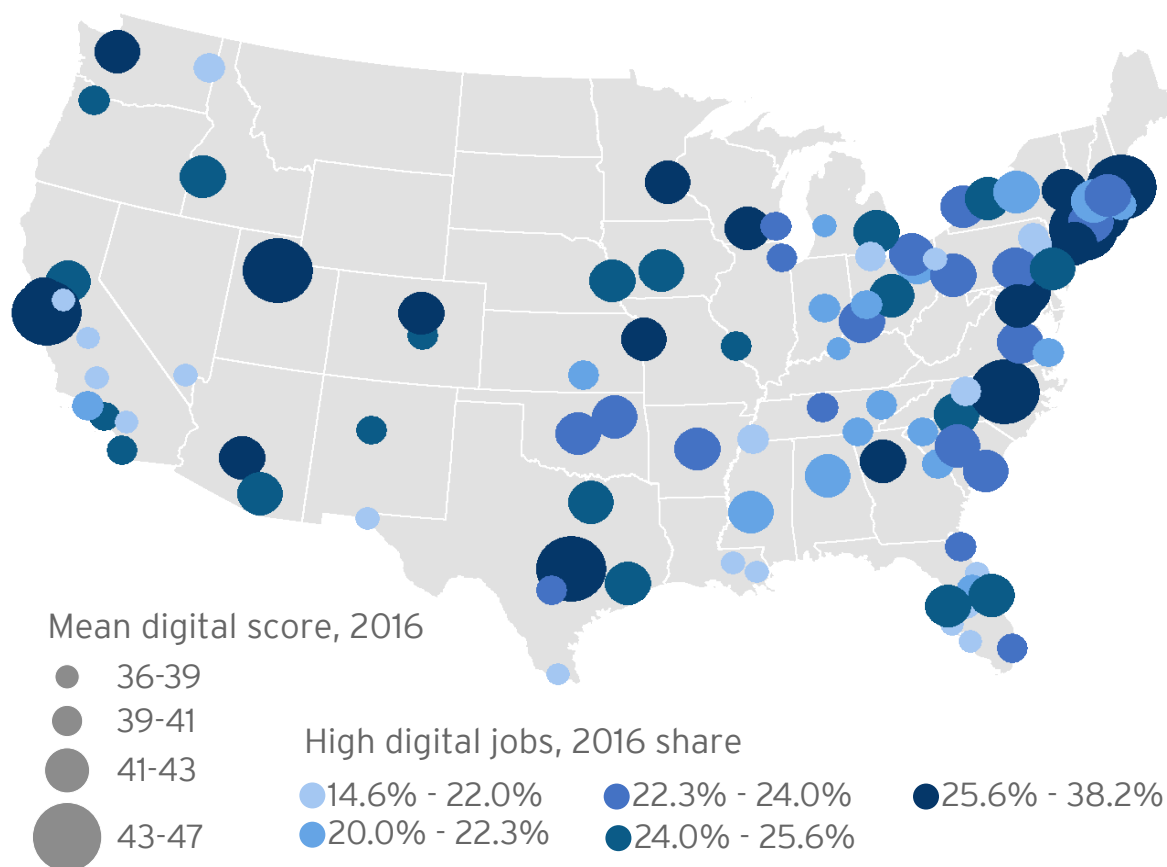 Mean digital score, 2016
36-39
39-41
41-43
43-47
High digital jobs, 2016 share
14.6% - 22.0%
22.3% - 24.0%
25.6% - 38.2%
20.0% - 22.3%
24.0% - 25.6%